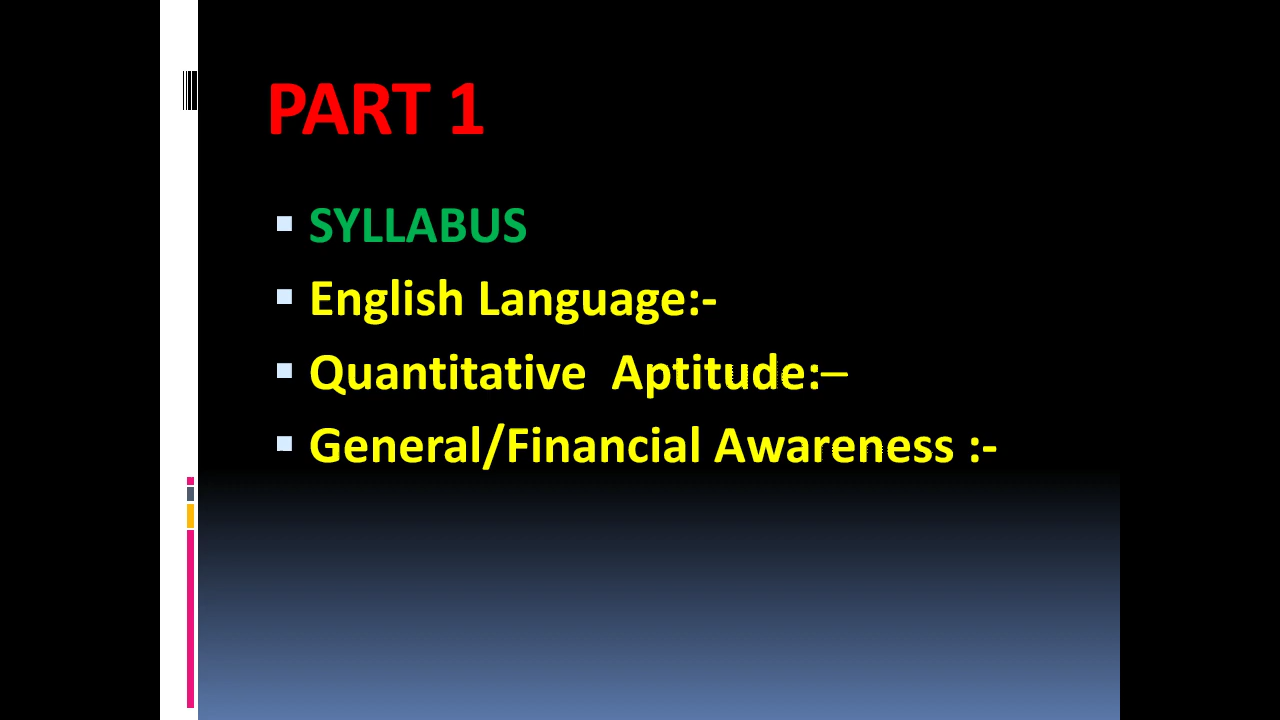 PART 1
SYLLABUS
English Language:-
Quantitative  Aptitude:–
General/Financial Awareness :-